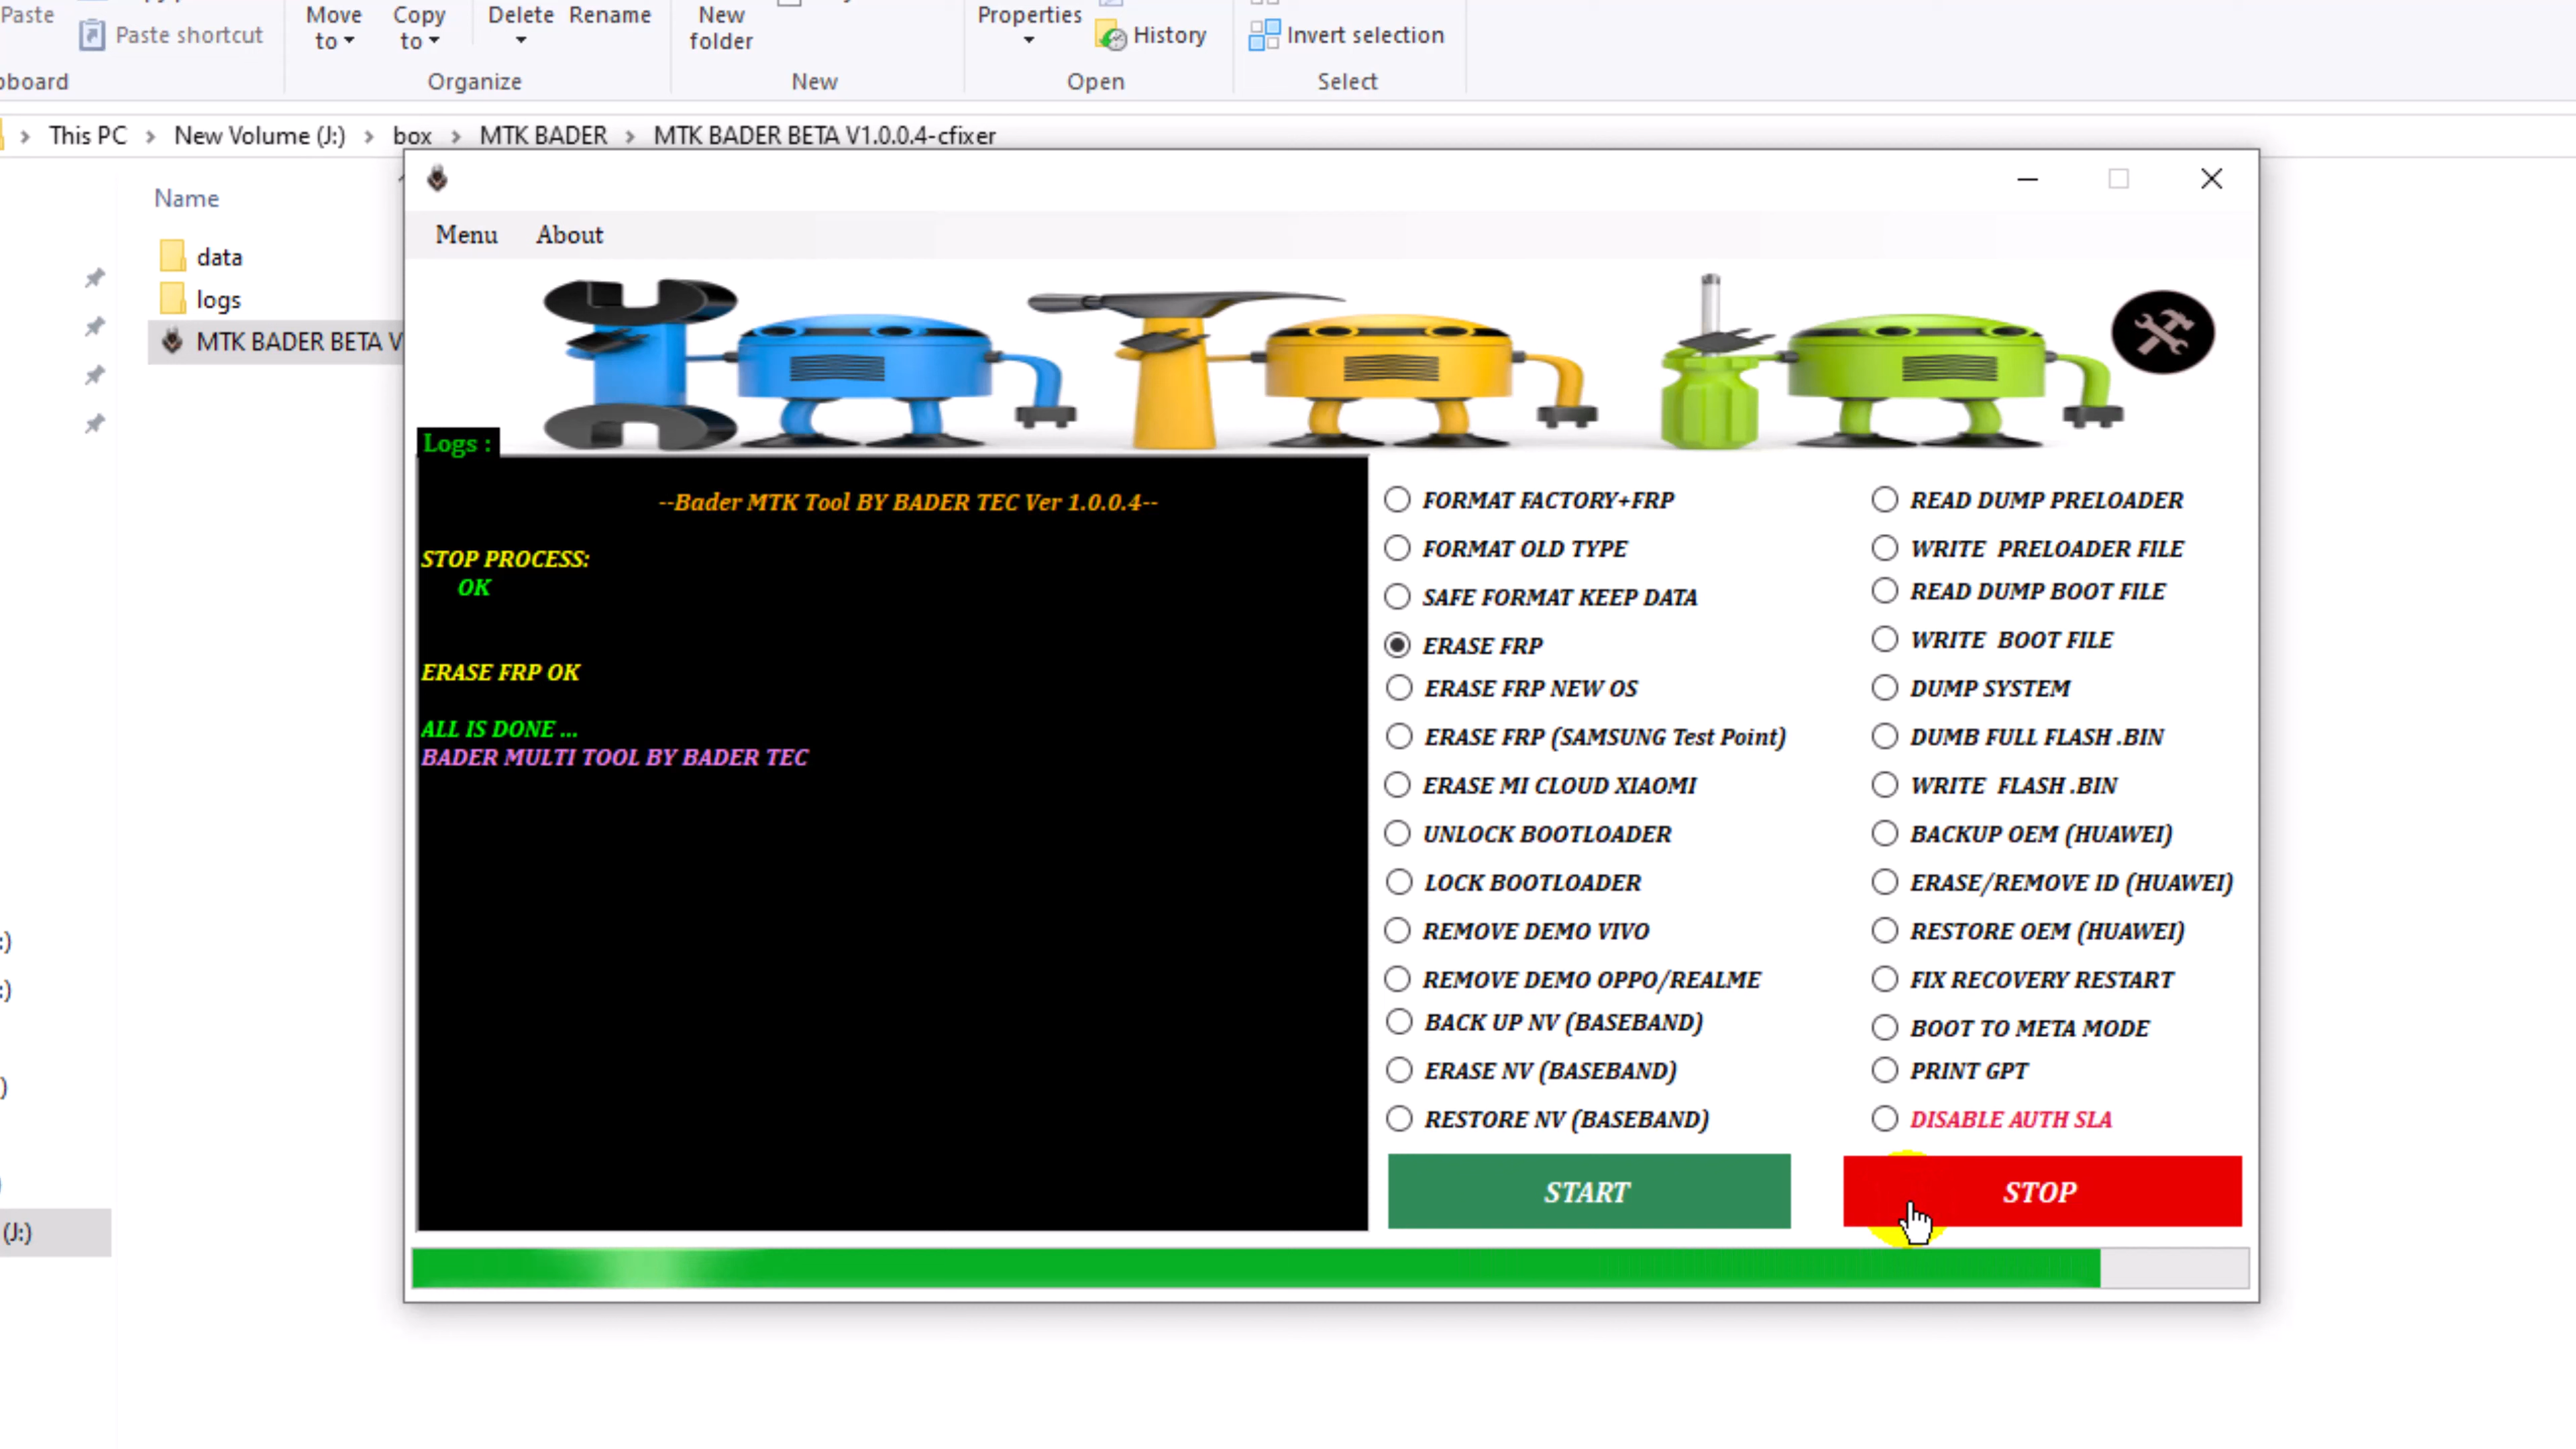 Paste
Paste shortcut
Move to
Copy to
Delete
Rename
New folder
Properties
History
Invert selection
Organize
New
Open
Select
This PC > New Volume (J:) > box > MTK BADER > MTK BADER BETA V1.0.0.4-cfixer
Name
data
logs
MTK BADER BETA V
(J:)
Menu About
Logs :
--Bader MTK Tool BY BADER TEC Ver 1.0.0.4--
STOP PROCESS:
OK
ERASE FRP OK
ALL IS DONE ...
BADER MULTI TOOL BY BADER TEC
FORMAT FACTORY+FRP
FORMAT OLD TYPE
SAFE FORMAT KEEP DATA
ERASE FRP
ERASE FRP NEW OS
ERASE FRP (SAMSUNG Test Point)
ERASE MI CLOUD XIAOMI
UNLOCK BOOTLOADER
LOCK BOOTLOADER
REMOVE DEMO VIVO
REMOVE DEMO OPPO/REALME
BACK UP NV (BASEBAND)
ERASE NV (BASEBAND)
RESTORE NV (BASEBAND)
READ DUMP PRELOADER
WRITE PRELOADER FILE
READ DUMP BOOT FILE
WRITE BOOT FILE
DUMP SYSTEM
DUMB FULL FLASH .BIN
WRITE FLASH .BIN
BACKUP OEM (HUAWEI)
ERASE/REMOVE ID (HUAWEI)
RESTORE OEM (HUAWEI)
FIX RECOVERY RESTART
BOOT TO META MODE
PRINT GPT
DISABLE AUTH SLA
START
STOP